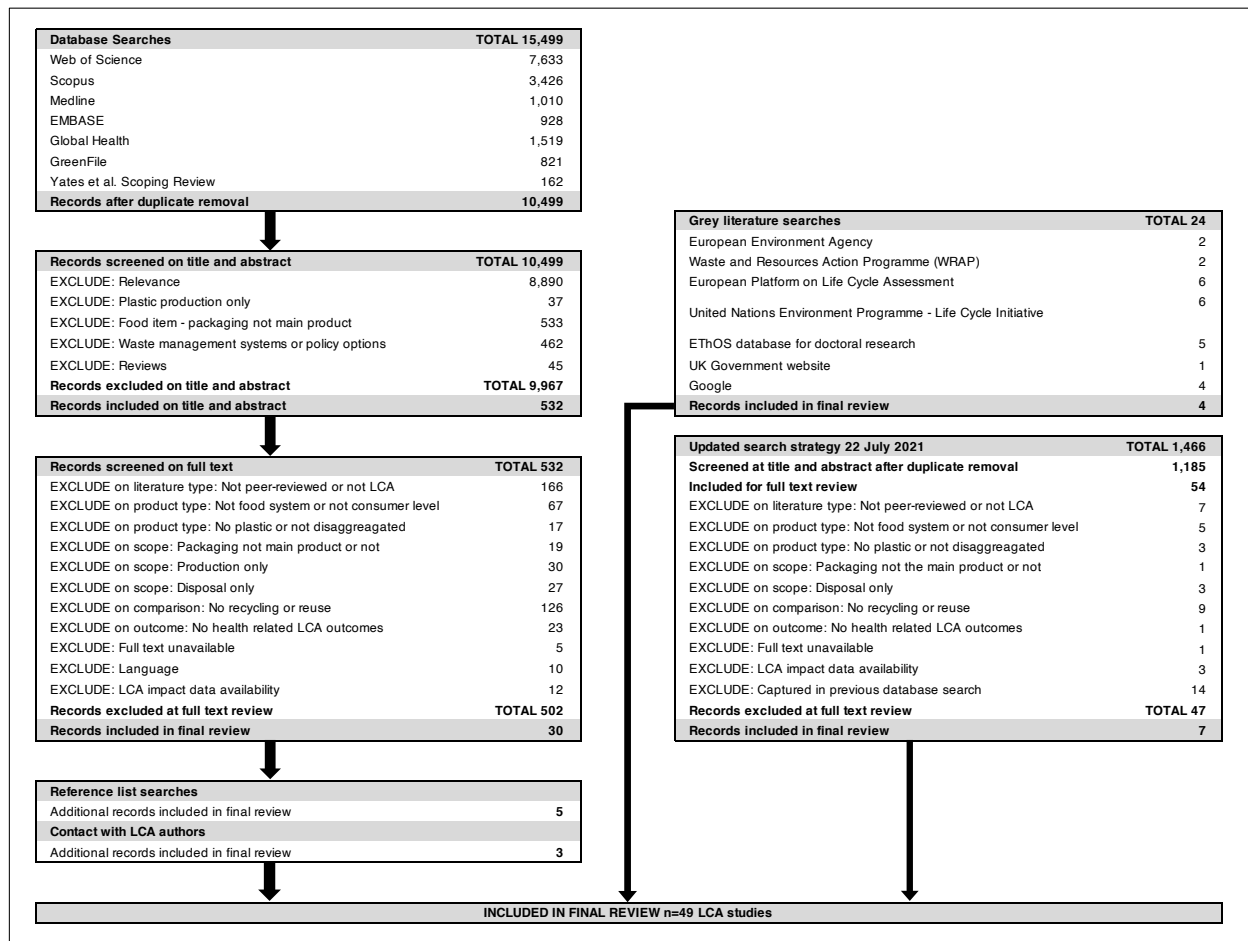 Database Searches TOTAL 15,499
Web of Science 7,633
Scopus 3,426
Medline 1,010
EMBASE 928
Global Health 1,519
GreenFile 821
Yates et al. Scoping Review 162
Records after duplicate removal 10,499
Records screened on title and abstract TOTAL 10,499
EXCLUDE: Relevance 8,890
EXCLUDE: Plastic production only 37
EXCLUDE: Food item - packaging not main product 533
EXCLUDE: Waste management systems or policy options 462
EXCLUDE: Reviews 45
Records excluded on title and abstract TOTAL 9,967
Records included on title and abstract 532
Records screened on full text TOTAL 532
EXCLUDE on literature type: Not peer-reviewed or not LCA 166
EXCLUDE on product type: Not food system or not consumer level 67
EXCLUDE on product type: No plastic or not disaggreagated 17
EXCLUDE on scope: Packaging not main product or not 19
EXCLUDE on scope: Production only 30
EXCLUDE on scope: Disposal only 27
EXCLUDE on comparison: No recycling or reuse 126
EXCLUDE on outcome: No health related LCA outcomes 23
EXCLUDE: Full text unavailable 5
EXCLUDE: Language 10
EXCLUDE: LCA impact data availability 12
Records excluded at full text review TOTAL 502
Records included in final review 30
Reference list searches
Additional records included in final review 5
Contact with LCA authors
Additional records included in final review 3
Grey literature searches TOTAL 24
European Environment Agency 2
Waste and Resources Action Programme (WRAP) 2
European Platform on Life Cycle Assessment 6
United Nations Environment Programme - Life Cycle Initiative 6
EThOS database for doctoral research 5
UK Government website 1
Google 4
Records included in final review 4
Updated search strategy 22 July 2021 TOTAL 1,466
Screened at title and abstract after duplicate removal 1,185
Included for full text review 54
EXCLUDE on literature type: Not peer-reviewed or not LCA 7
EXCLUDE on product type: Not food system or not consumer level 5
EXCLUDE on product type: No plastic or not disaggreagated 3
EXCLUDE on scope: Packaging not the main product or not 1
EXCLUDE on scope: Disposal only 3
EXCLUDE on comparison: No recycling or reuse 9
EXCLUDE on outcome: No health related LCA outcomes 1
EXCLUDE: Full text unavailable 1
EXCLUDE: LCA impact data availability 3
EXCLUDE: Captured in previous database search 14
Records excluded at full text review TOTAL 47
Records included in final review 7
INCLUDED IN FINAL REVIEW n=49 LCA studies